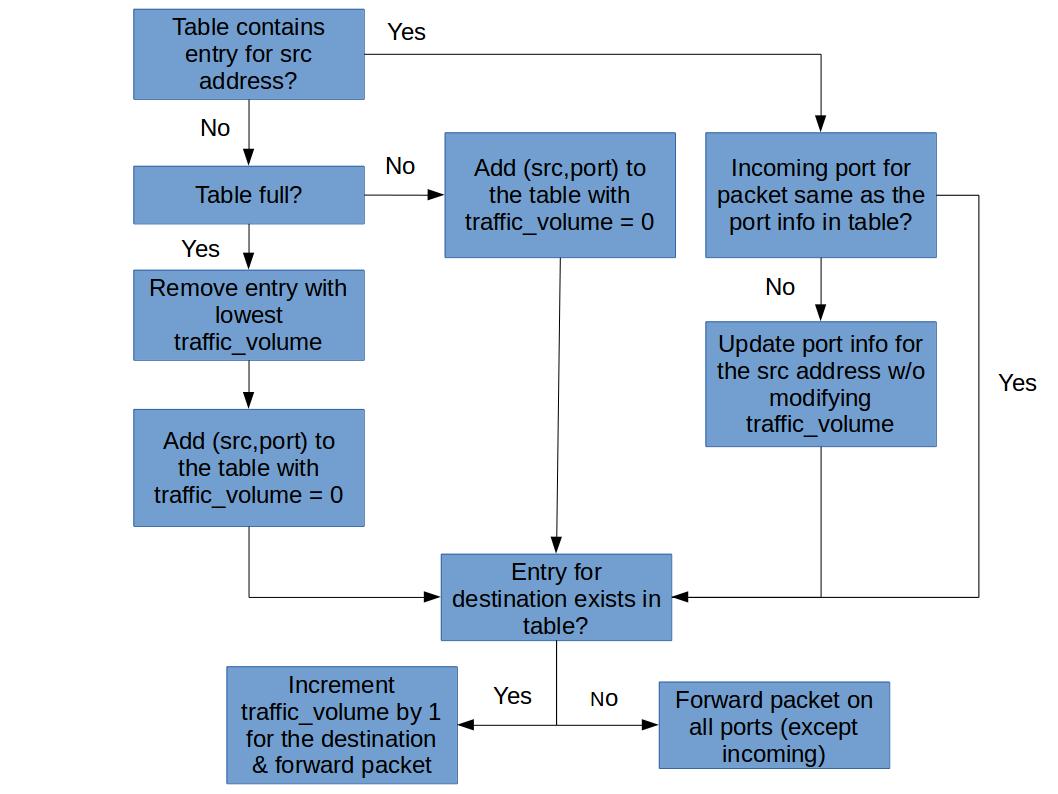 Table contains
entry for src
address?
Yes
No
Table full?
No
Add (src,port) to
the table with
traffic_volume = 0
Incoming port for
packet same as the
port info in table?
Yes
Remove entry with
lowest
traffic_volume
No
Update port info for
the src address w/o
modifying
traffic_volume
Yes
Add (src,port) to
the table with
traffic_volume = 0
Entry for
destination exists in
table?
Yes
No
Increment
traffic_volume by 1
for the destination
& forward packet
Forward packet on
all ports (except
incoming)